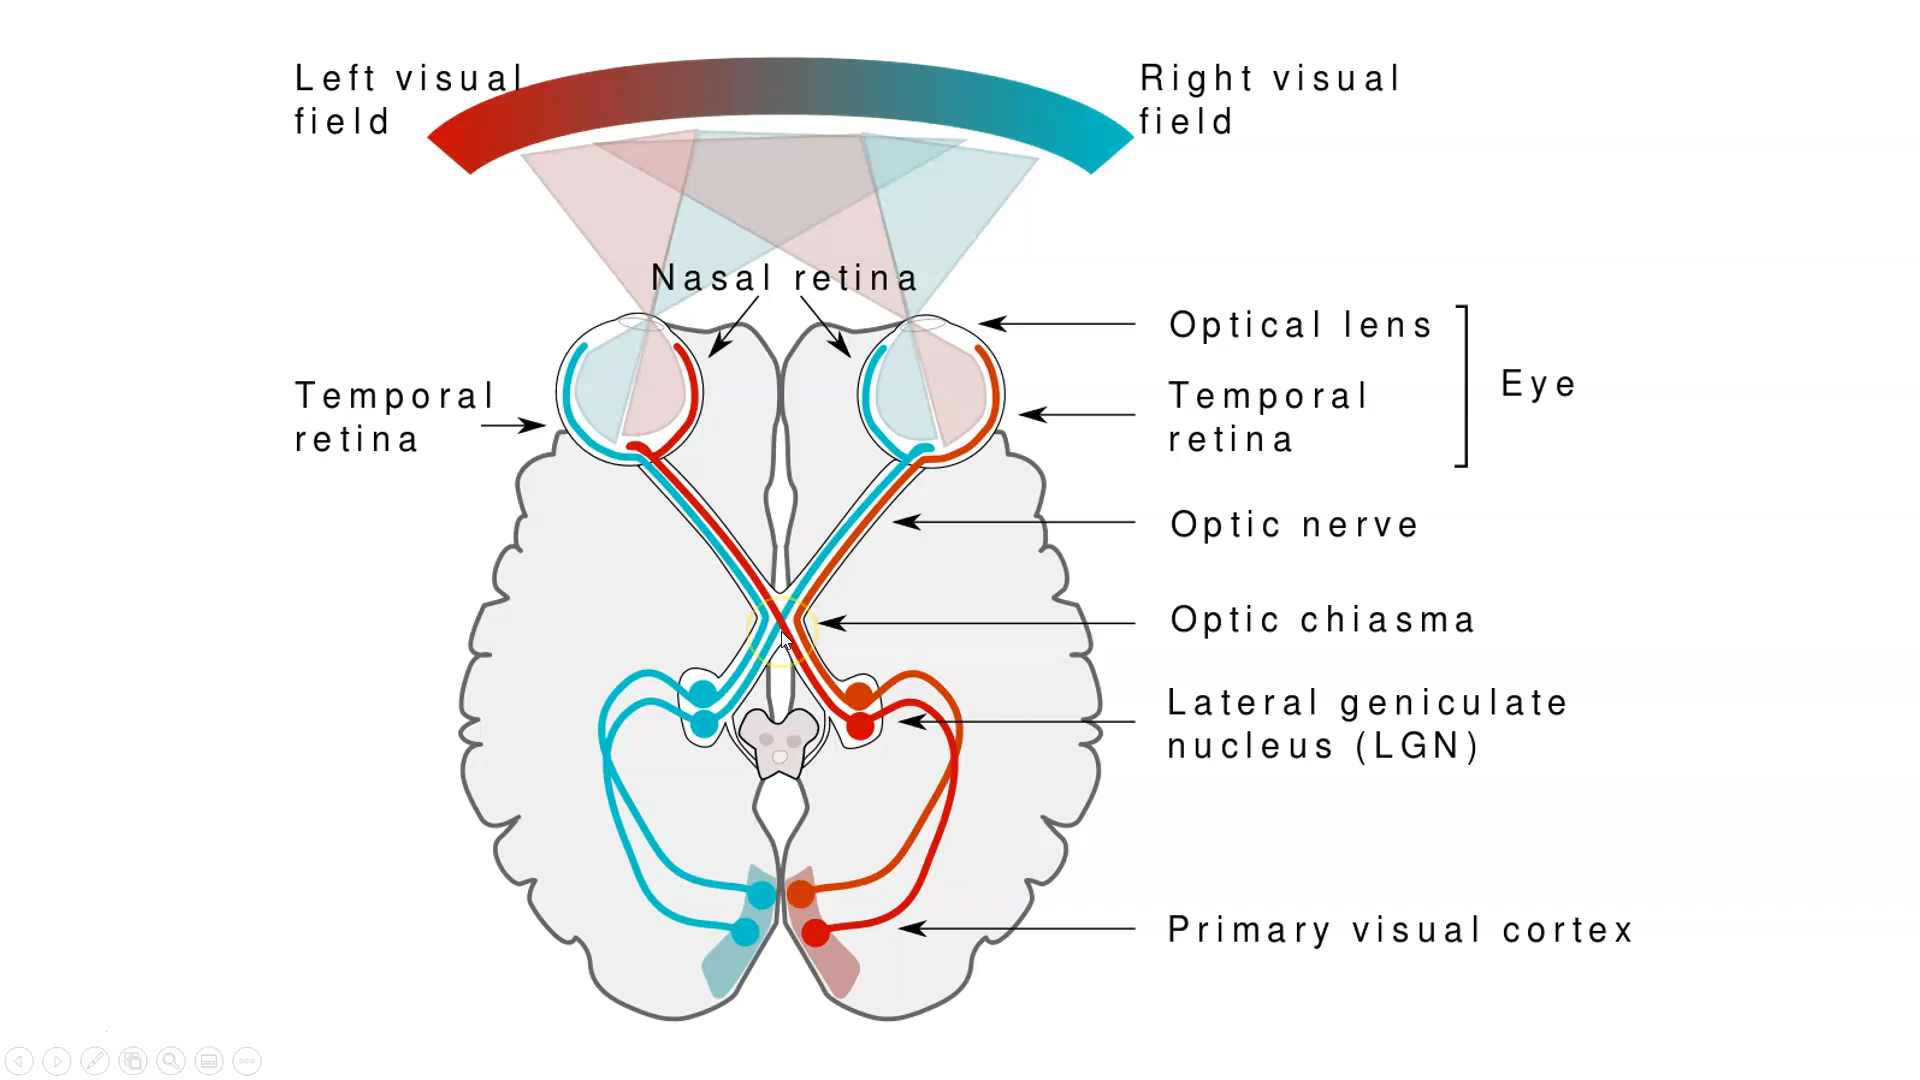 Left visual
field
Right visual
field
Nasal retina
Optical lens
Eye
Temporal
retina
Temporal
retina
Optic nerve
Optic chiasma
Lateral geniculate
nucleus (LGN)
Primary visual cortex